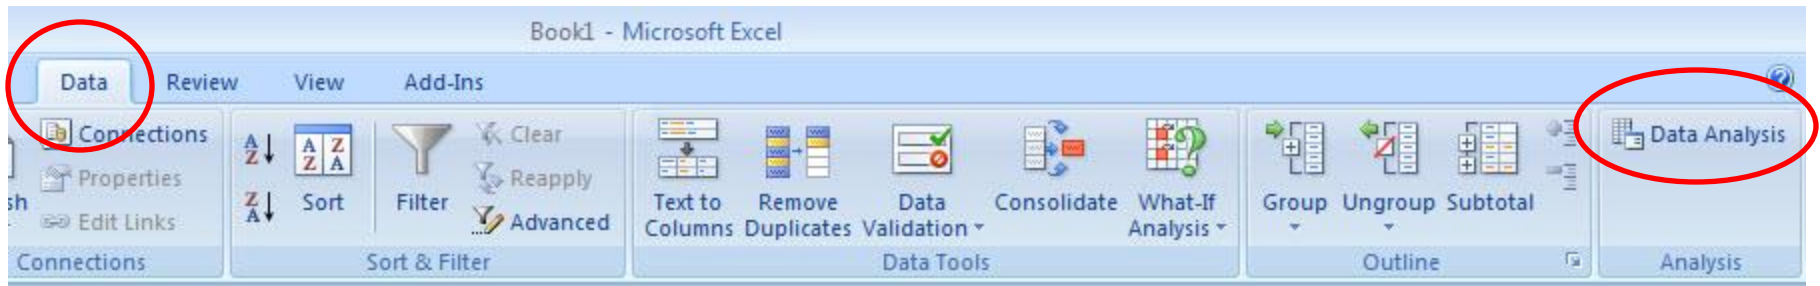 Book1 - Microsoft Excel
Data Review View Add-Ins
Connections
Properties
sh
Edit Links
Connections
A
Z
Z
A
A Z
Z A
Sort
Filter
Clear
Reapply
Advanced
Sort & Filter
Text to
Columns
Remove
Duplicates
Data
Validation
Consolidate
What-If
Analysis
Data Tools
Group
Ungroup
Subtotal
Outline
Data Analysis
Analysis